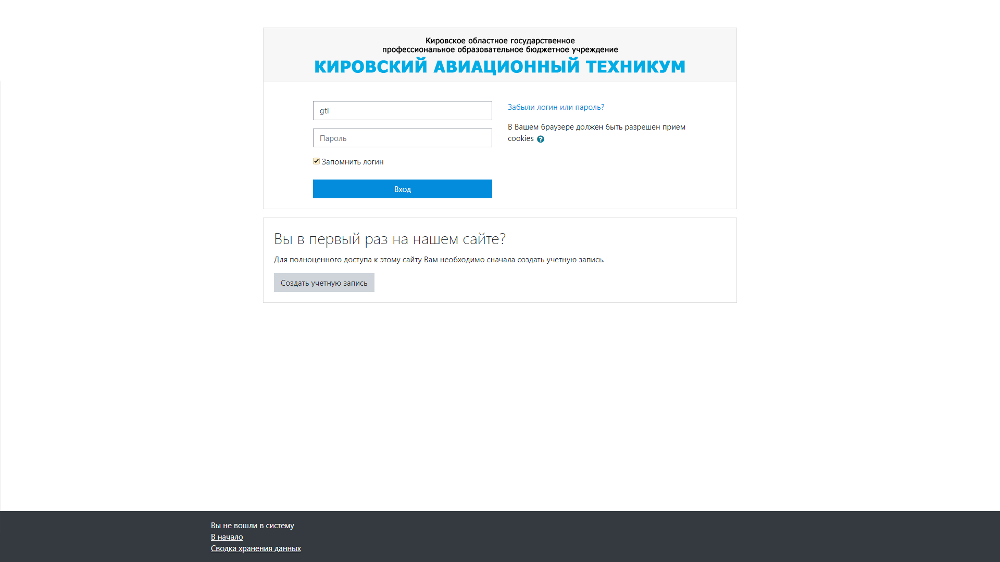 Кировское областное государственное
профессиональное образовательное бюджетное учреждение
КИРОВСКИЙ АВИАЦИОННЫЙ ТЕХНИКУМ
gtl
Пароль
Запомнить логин
Вход
Забыли логин или пароль?
В Вашем браузере должен быть разрешен прием
cookies ?
Вы в первый раз на нашем сайте?
Для полноценного доступа к этому сайту Вам необходимо сначала создать учетную запись.
Создать учетную запись
Вы не вошли в систему
В начало
Сводка хранения данных